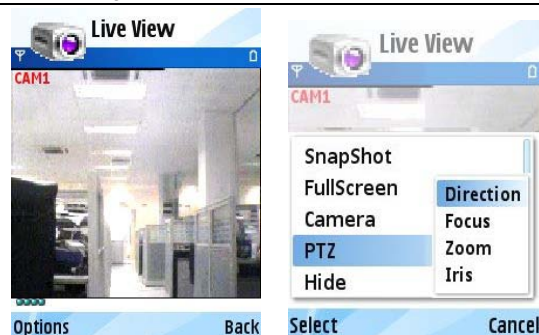 Live View
CAM1
Options Back
Live View
CAM1
SnapShot
FullScreen
Camera
PTZ
Hide
Direction
Focus
Zoom
Iris
Select Cancel